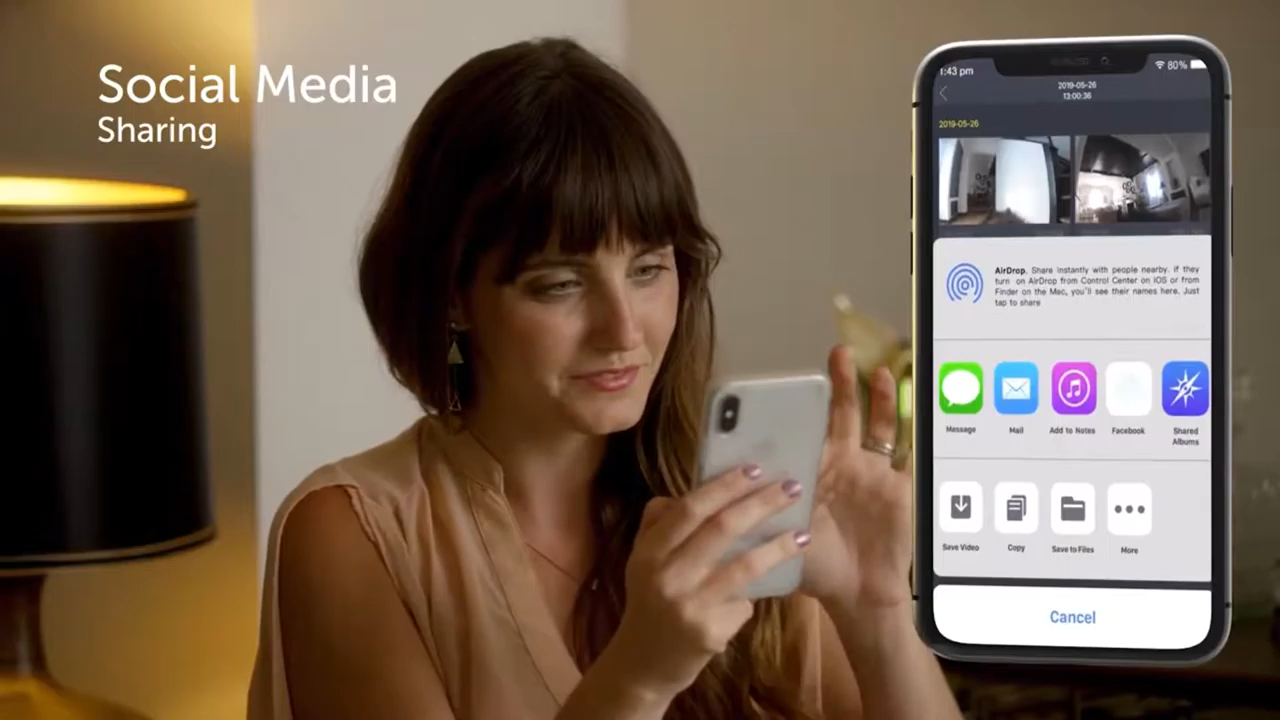 Social Media
Sharing
1:43 pm
80%
2019-05-26
13:00:36
2019-05-26
AirDrop. Share instantly with people nearby. If they
turn on AirDrop from Control Center on IOS or from
Finder on the Mac, you'll see their names here. Just
tap to share
Message
Mail
Add to Notes
Facebook
Shared
Albums
Save Video
Copy
Save to Files
More
Cancel